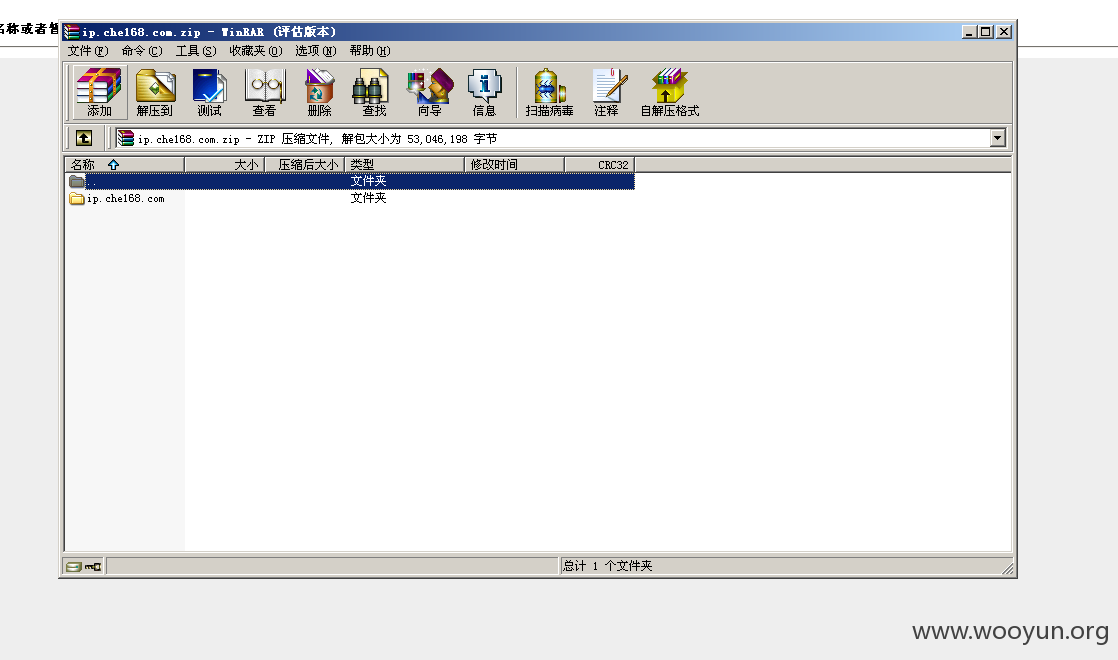 名称或者暂
ip.che168.com.zip - WinRAR (评估版本)
文件(F) 命令(C) 工具(S) 收藏夹(O) 选项(N) 帮助(H)
添加 解压到 测试 查看 删除 查找 向导 信息 扫描病毒 注释 自解压格式
ip.che168.com.zip - ZIP 压缩文件, 解包大小为 53,046,198 字节
名称 大小 压缩后大小 类型 修改时间 CRC32
.. 文件夹
ip.che168.com 文件夹
总计 1 个文件夹
www.wooyun.org